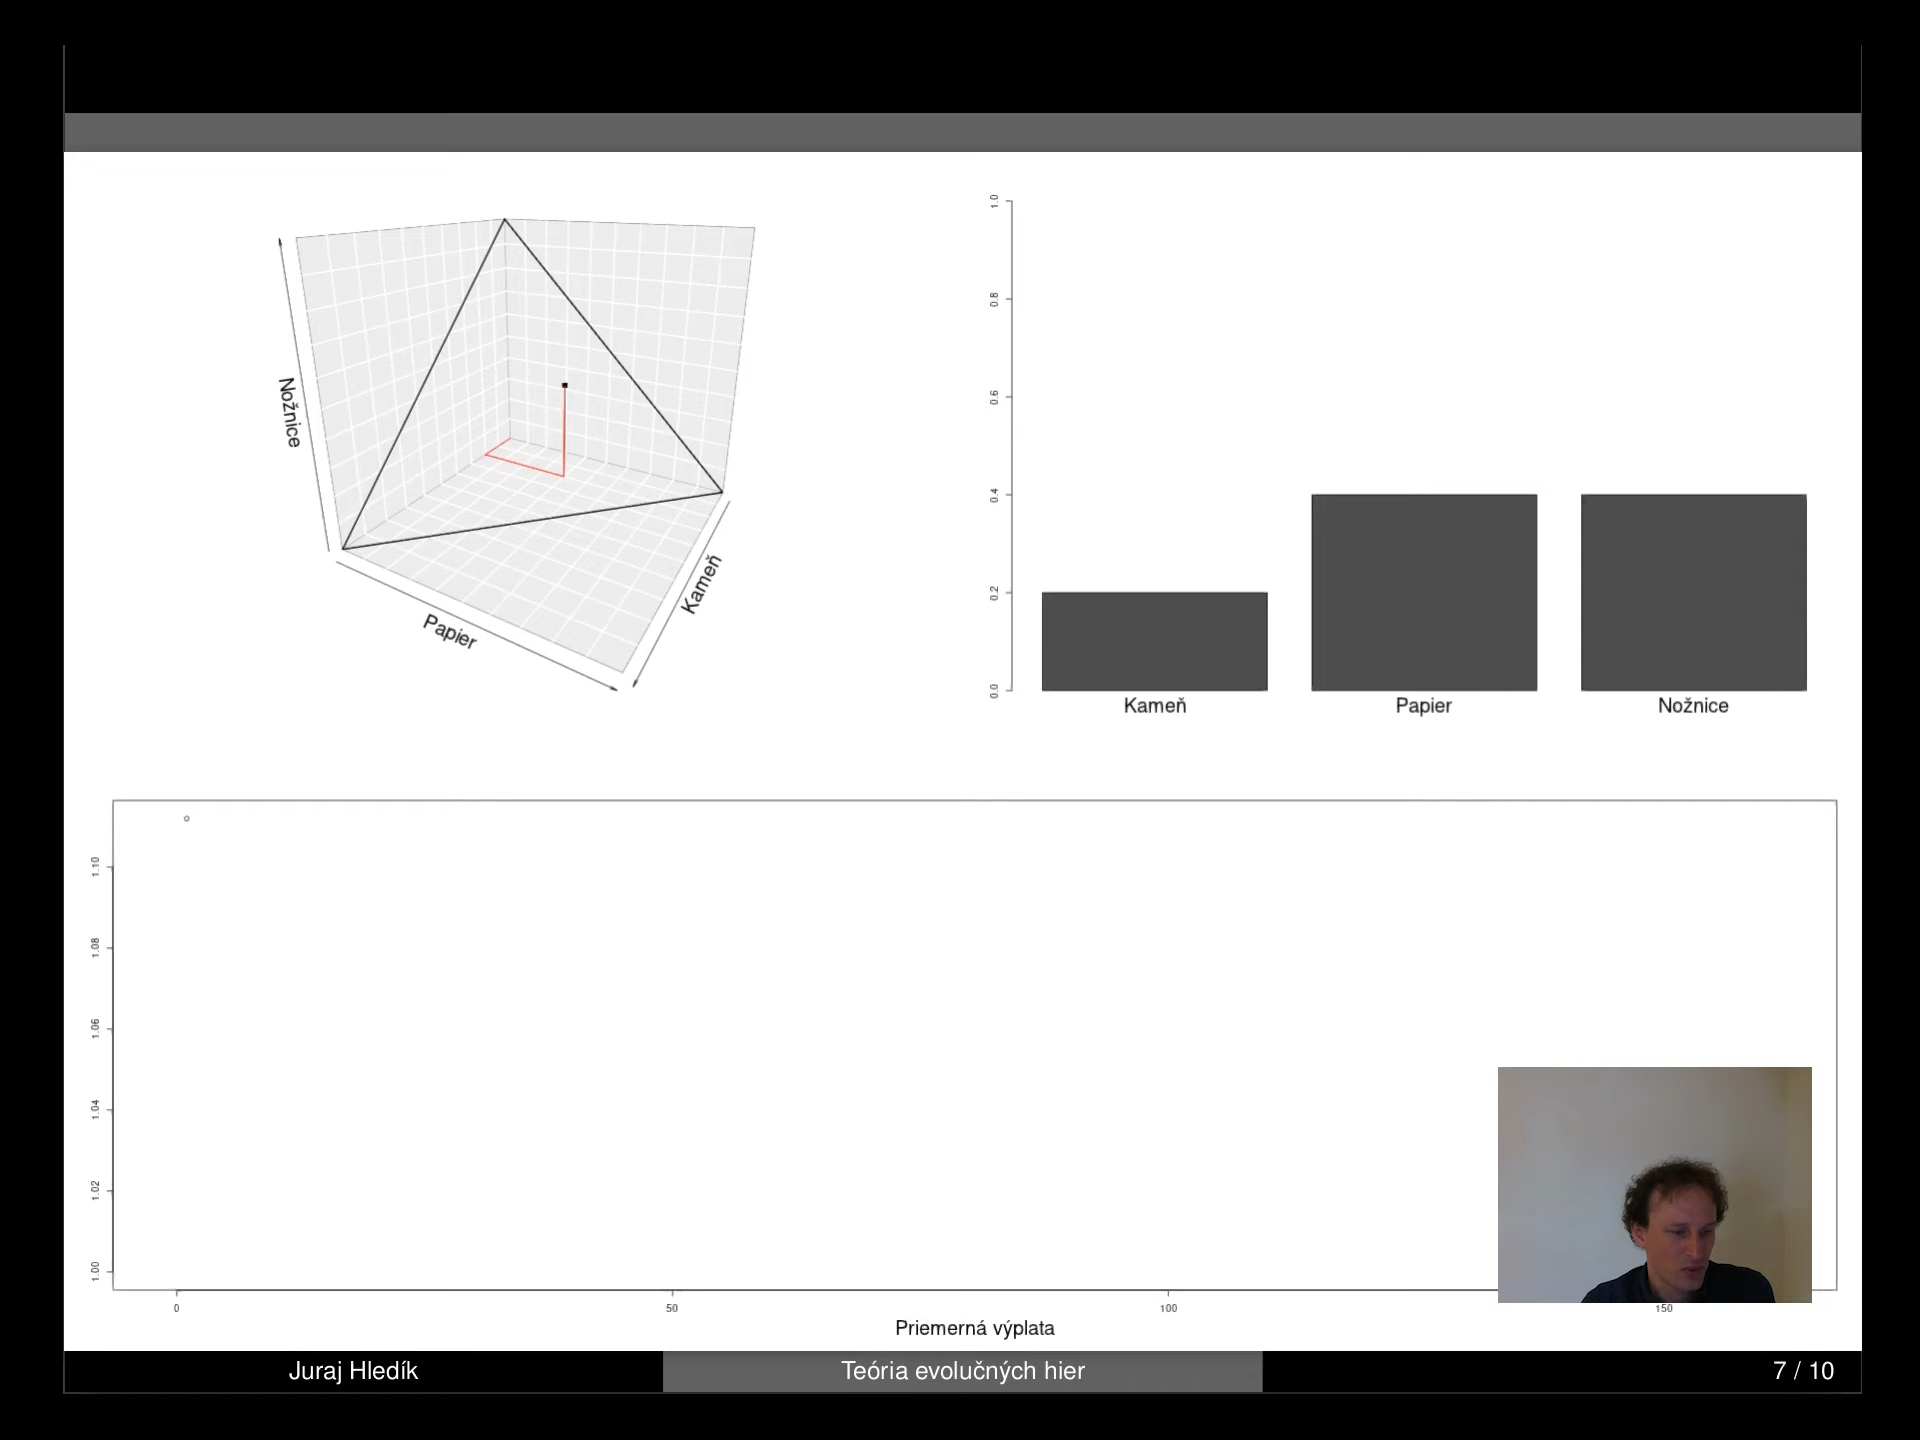 Nožnice
Papier
Kameň
1.0
0.8
0.6
0.4
0.2
0.0
Kameň Papier Nožnice
1.10
1.08
1.06
1.04
1.02
1.00
0 50 100 150
Priemerná výplata
Juraj Hledík Teória evolučných hier 7 / 10